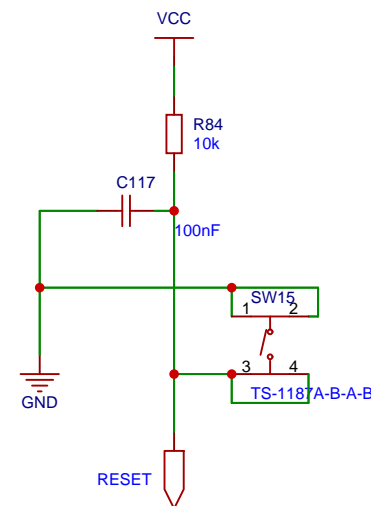 VCC
R84
10k
C117
100nF
SW15
1 2
3 4
TS-1187A-B-A-B
GND
RESET